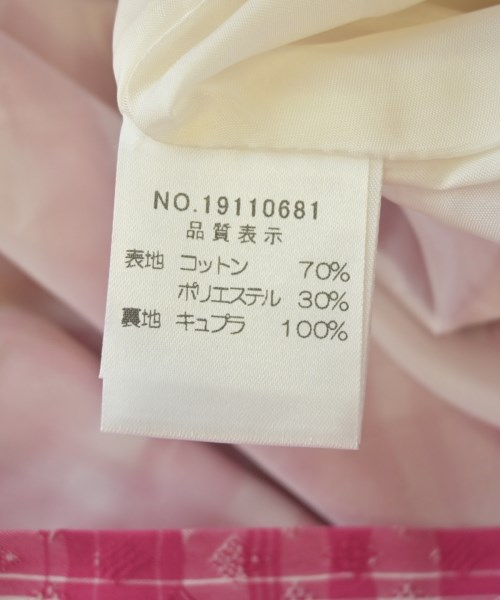 NO.19110681
品質表示
表地 コットン 70%
ポリエステル 30%
裏地 キュプラ 100%